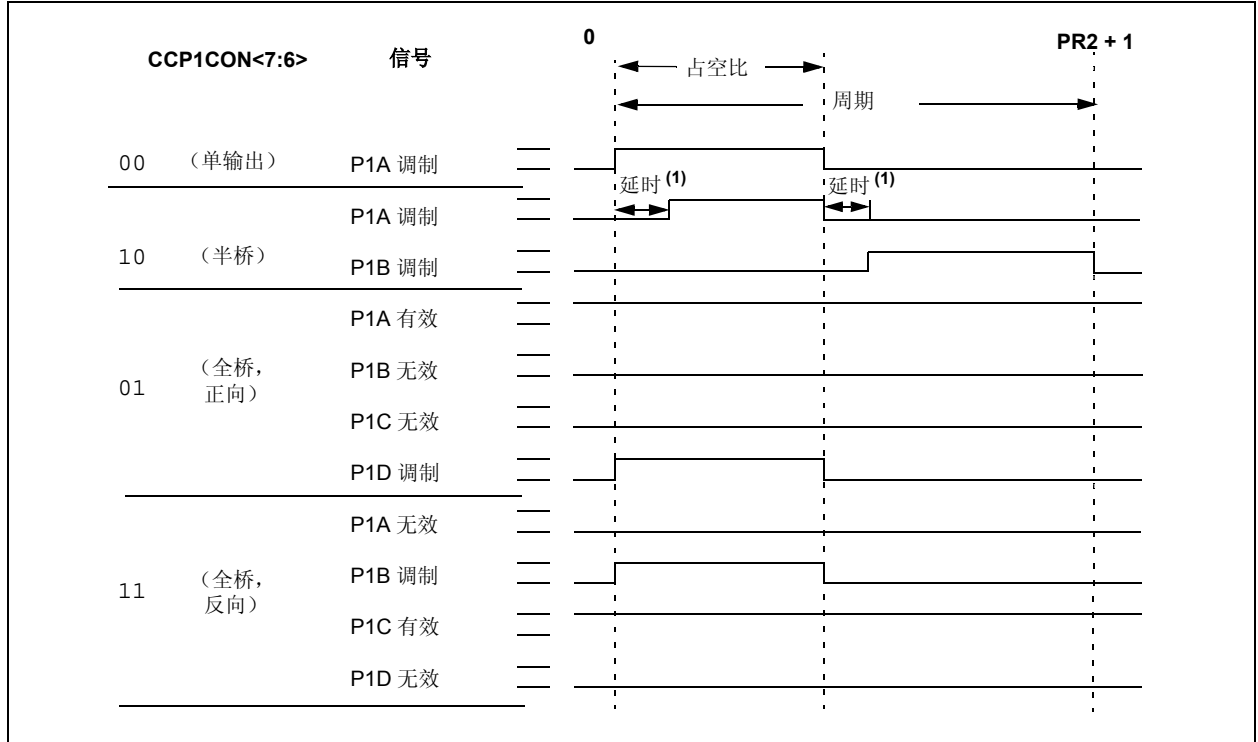 CCP1CON<7:6> 信号 0 PR2 + 1
占空比
周期
00 （单输出） P1A 调制
延时(1) 延时(1)
P1A 调制
10 （半桥）
P1B 调制
P1A 有效
01 （全桥，
正向）
P1B 无效
P1C 无效
P1D 调制
P1A 无效
11 （全桥，
反向）
P1B 调制
P1C 有效
P1D 无效